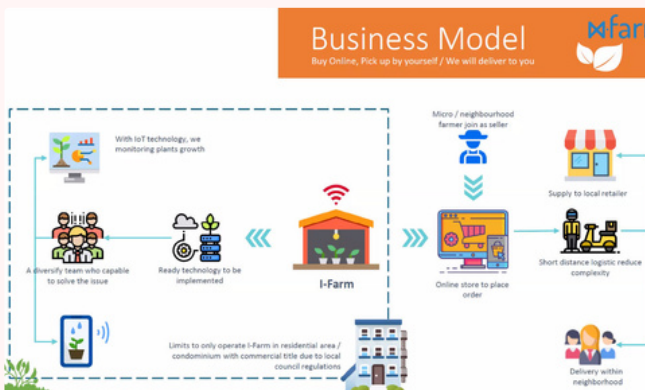 Business Model
Buy Online, Pick up by yourself / We will deliver to you
With IoT technology, we
monitoring plants growth
A diversify team who capable
to solve the issue
Ready technology to be
implemented
I-Farm
Limits to only operate I-Farm in residential area /
condominium with commercial title due to local
council regulations
Micro / neighbourhood
farmer join as seller
Online store to place
order
Supply to local retailer
Short distance logistic reduce
complexity
Delivery within
neighborhood